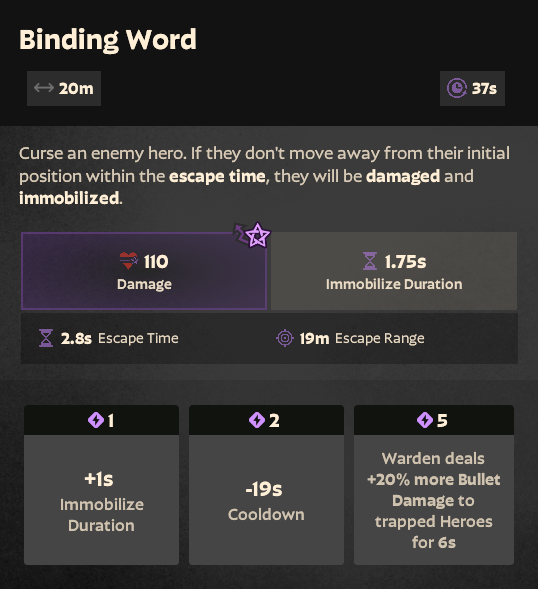 Binding Word
20m
37s
Curse an enemy hero. If they don't move away from their initial
position within the escape time, they will be damaged and
immobilized.
110
Damage
1.75s
Immobilize Duration
2.8s Escape Time
19m Escape Range
1
+1s
Immobilize
Duration
2
-19s
Cooldown
5
Warden deals
+20% more Bullet
Damage to
trapped Heroes
for 6s